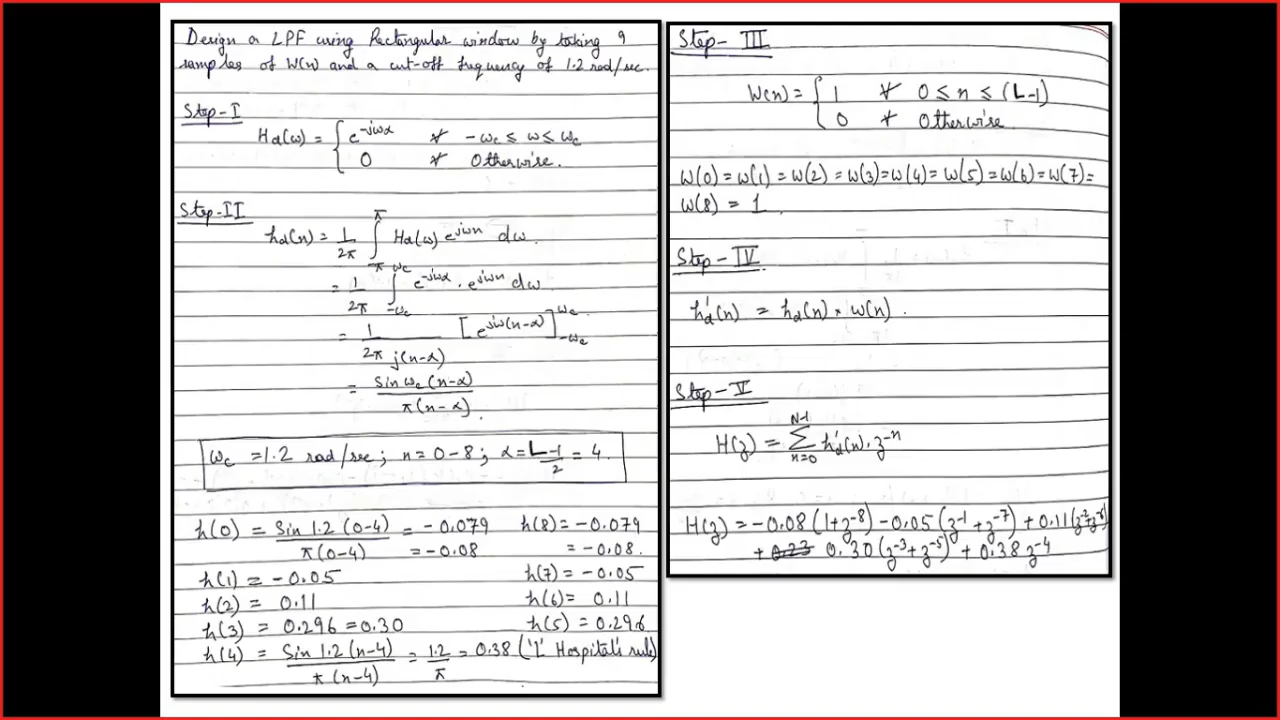 Design a LPF using Rectangular window by taking 9
samples of W(n) and a cut-off frequency of 1.2 rad/sec.
Step-I
Hd(ω) = { e^-jωα ∀ -ωc ≤ ω ≤ ωc
0 ∀ Otherwise.
Step-II
hd(n) = 1/2π ∫_-π^π Hd(ω) e^jωn dω.
= 1/2π ∫_-ωc^ωc e^-jωα . e^jωn dω
= 1/2π j(n-α) [e^jω(n-α)]_-ωc^ωc
= sin ωc(n-α)/π(n-α).
ωc = 1.2 rad/sec; n = 0-8; α = L-1/2 = 4.
h(0) = Sin 1.2(0-4)/π(0-4) = -0.079 h(8) = -0.079
= -0.08 = -0.08.
h(1) = -0.05 h(7) = -0.05
h(2) = 0.11 h(6) = 0.11
h(3) = 0.296 = 0.30 h(5) = 0.296
h(4) = Sin 1.2(n-4)/π(n-4) = 1.2/π = 0.38 ('L' Hospital's rule)
Step-III
W(n) = { 1 ∀ 0 ≤ n ≤ (L-1)
0 ∀ Otherwise.
W(0) = W(1) = W(2) = W(3) = W(4) = W(5) = W(6) = W(7) =
W(8) = 1
Step-IV
h'd(n) = hd(n) * w(n).
Step-V
H(z) = Σ_n=0^N-1 h'd(n). z^-n
H(z) = -0.08(1+z^-8) -0.05(z^-1+z^-7) + 0.11(z^-2+z^-6)
+ 0.23 0.30(z^-3+z^-5) + 0.38z^-4